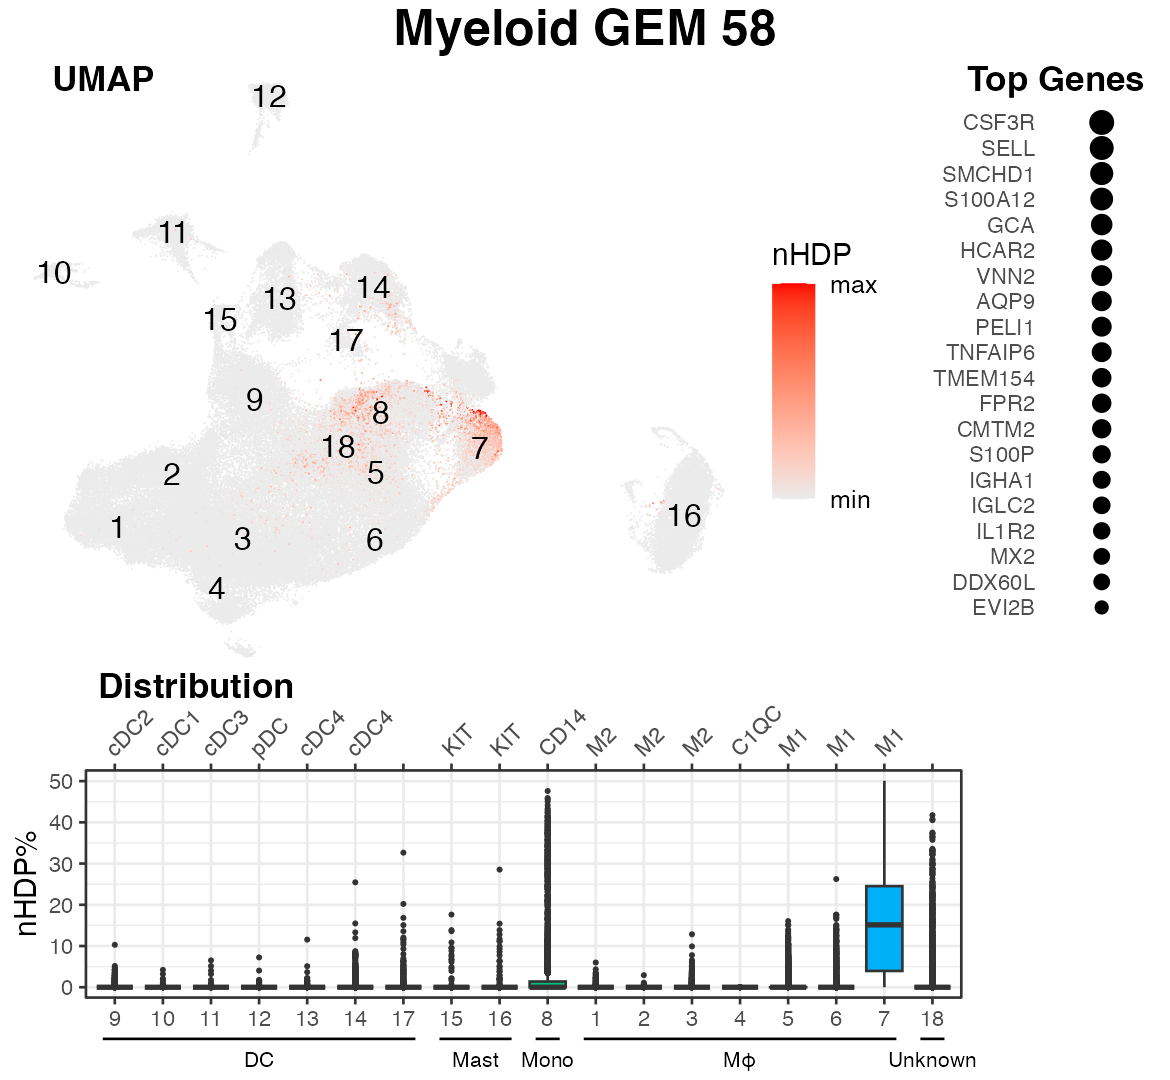 Myeloid GEM 58
UMAP
12
11
10
13
14
15
17
9
8
18
7
2
5
1
3
6
4
16
nHDP
max
min
Top Genes
CSF3R
SELL
SMCHD1
S100A12
GCA
HCAR2
VNN2
AQP9
PELI1
TNFAIP6
TMEM154
FPR2
CMTM2
S100P
IGHA1
IGLC2
IL1R2
MX2
DDX60L
EVI2B
Distribution
cDC2 cDC1 cDC3 pDC cDC4 cDC4 KIT KIT CD14 M2 M2 M2 C1QC M1 M1 M1
nHDP%
50
40
30
20
10
0
9 10 11 12 13 14 17 15 16 8 1 2 3 4 5 6 7 18
DC Mast Mono Mϕ Unknown